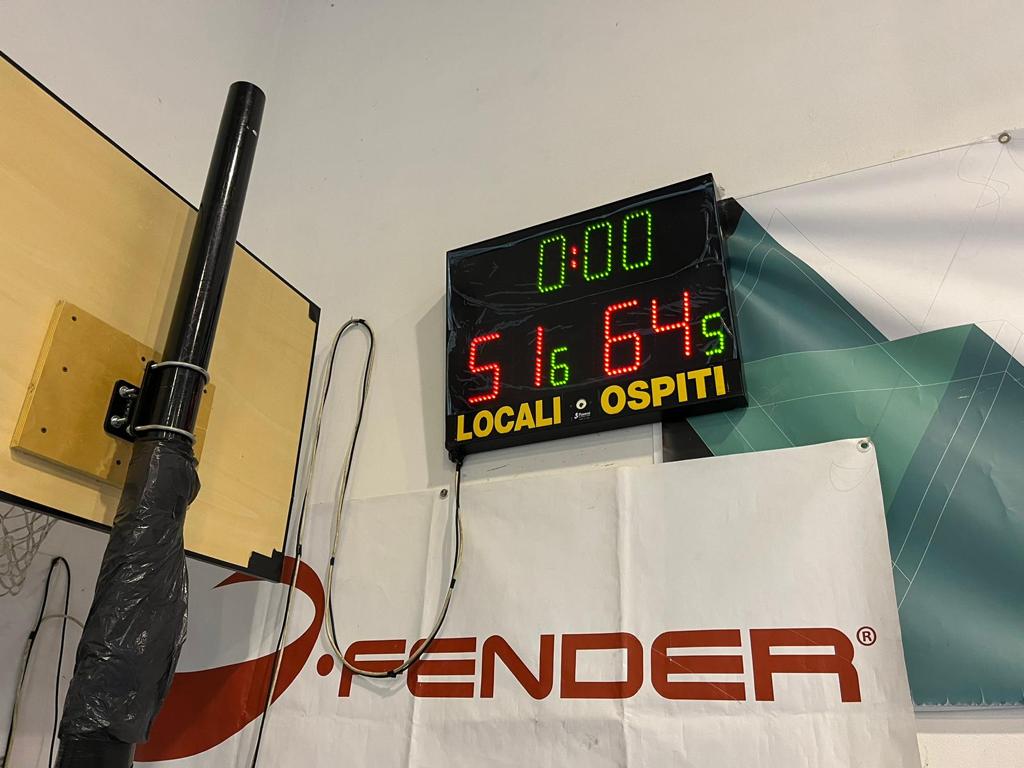 0:00
51 6 64 5
LOCALI OSPITI
D-FENDER®